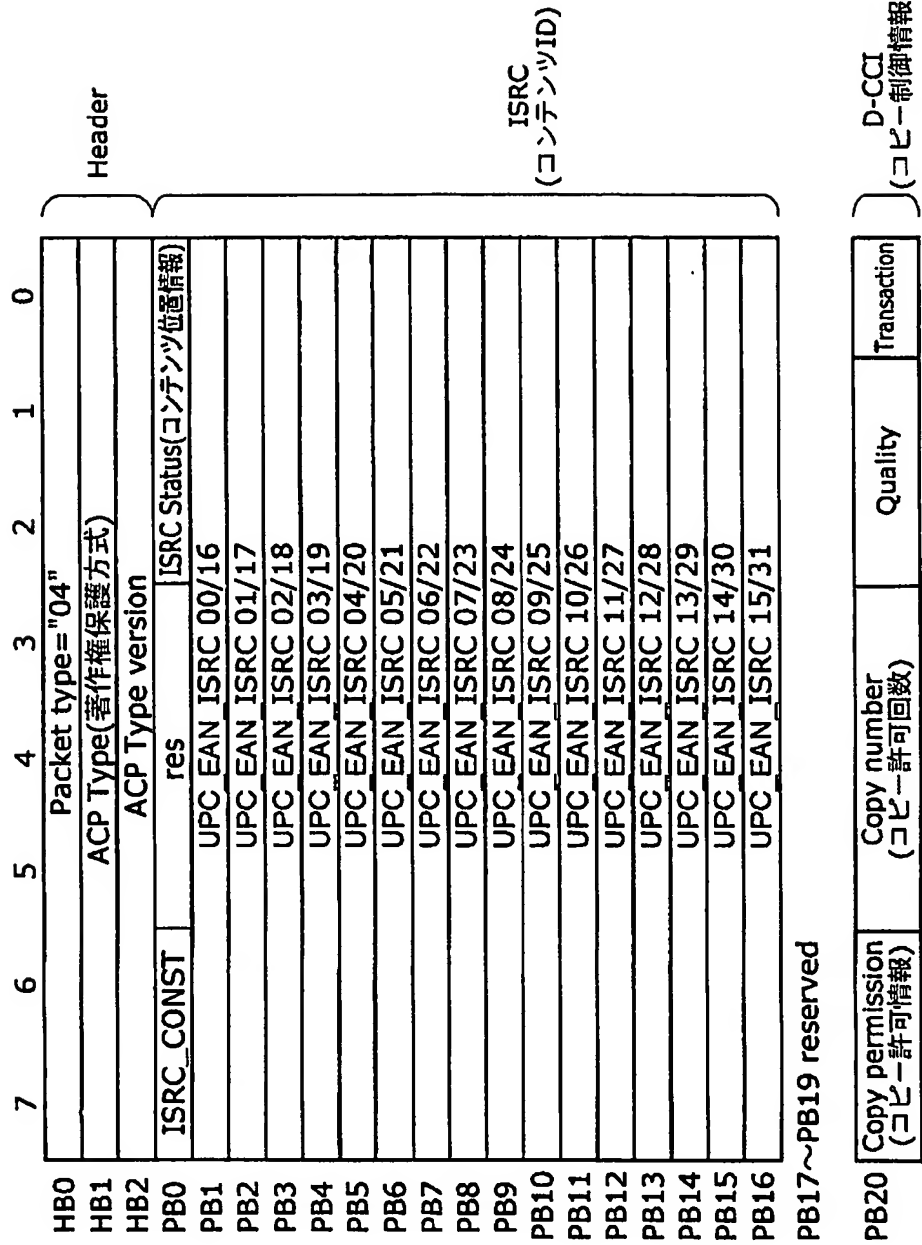 7 6 5 4 3 2 1 0
HB0 Packet type="04"
HB1 ACP Type(著作権保護方式)
HB2 ACP Type version
Header
PB0 ISRC_CONST res ISRC Status(コンテンツ位置情報)
PB1 UPC EAN ISRC 00/16
PB2 UPC EAN ISRC 01/17
PB3 UPC EAN ISRC 02/18
PB4 UPC EAN ISRC 03/19
PB5 UPC EAN ISRC 04/20
PB6 UPC EAN ISRC 05/21
PB7 UPC EAN ISRC 06/22
PB8 UPC EAN ISRC 07/23
PB9 UPC EAN ISRC 08/24
PB10 UPC EAN ISRC 09/25
PB11 UPC EAN ISRC 10/26
PB12 UPC EAN ISRC 11/27
PB13 UPC EAN ISRC 12/28
PB14 UPC EAN ISRC 13/29
PB15 UPC EAN ISRC 14/30
PB16 UPC EAN ISRC 15/31
ISRC
(コンテンツID)
PB17～PB19 reserved
PB20
Copy permission
(コピー許可情報)
Copy number
(コピー許可回数)
Quality
Transaction
D-CCI
(コピー制御情報